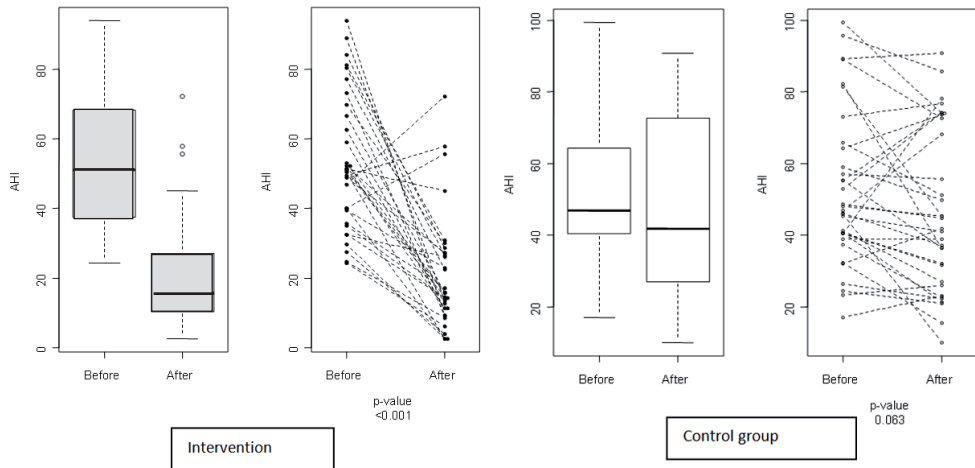 AHI
0
20
40
60
80
Before
After
AHI
0
20
40
60
80
Before
After
p-value
<0.001
Intervention
AHI
20
40
60
80
100
Before
After
AHI
20
40
60
80
100
Before
After
p-value
0.063
Control group